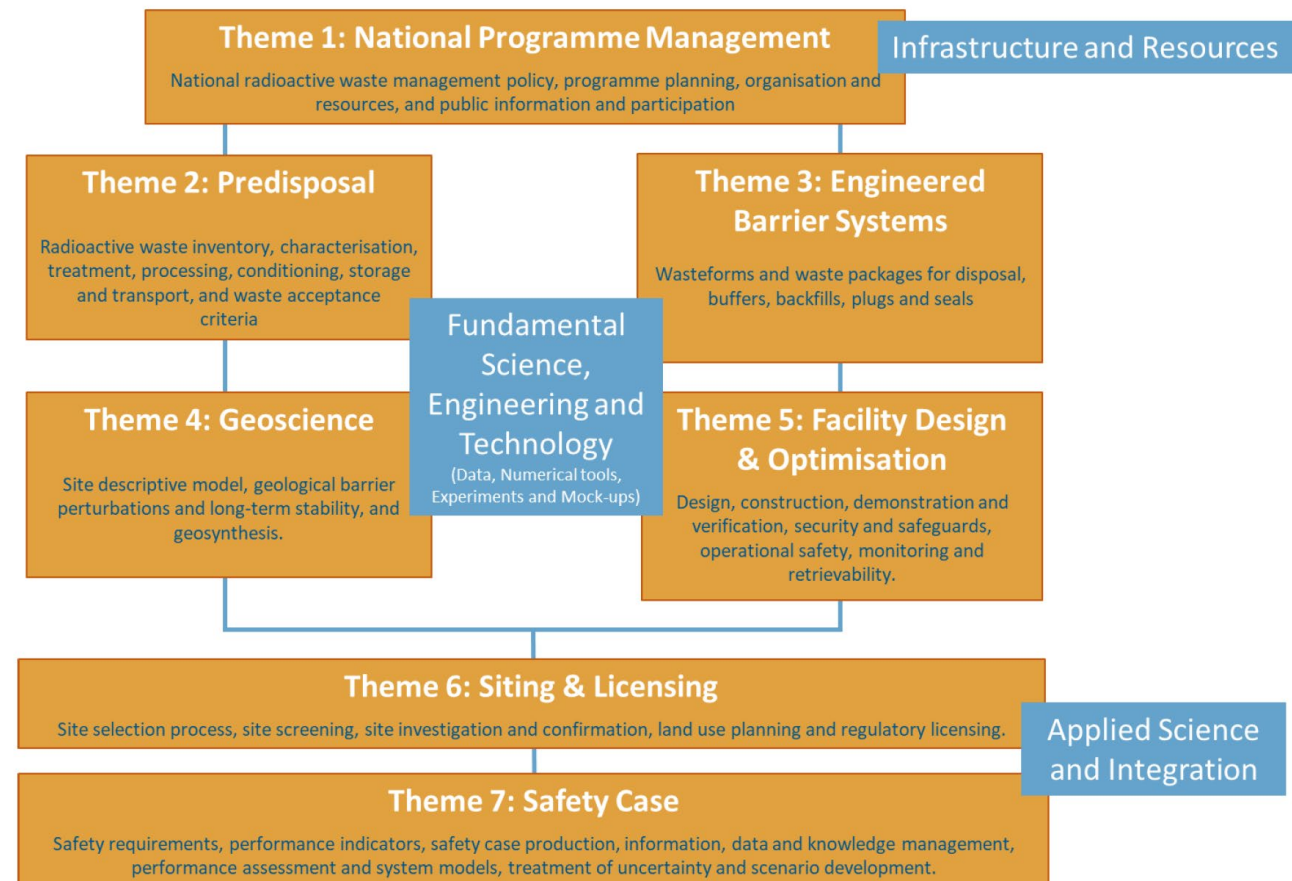 Theme 1: National Programme Management
National radioactive waste management policy, programme planning, organisation and
resources, and public information and participation
Infrastructure and Resources
Theme 2: Predisposal
Radioactive waste inventory, characterisation,
treatment, processing, conditioning, storage
and transport, and waste acceptance
criteria
Theme 3: Engineered
Barrier Systems
Wasteforms and waste packages for disposal,
buffers, backfills, plugs and seals
Fundamental
Science,
Engineering and
Technology
(Data, Numerical tools,
Experiments and Mock-ups)
Theme 4: Geoscience
Site descriptive model, geological barrier
perturbations and long-term stability, and
geosynthesis.
Theme 5: Facility Design
& Optimisation
Design, construction, demonstration and
verification, security and safeguards,
operational safety, monitoring and
retrievability.
Theme 6: Siting & Licensing
Site selection process, site screening, site investigation and confirmation, land use planning and regulatory licensing.
Applied Science
and Integration
Theme 7: Safety Case
Safety requirements, performance indicators, safety case production, information, data and knowledge management,
performance assessment and system models, treatment of uncertainty and scenario development.